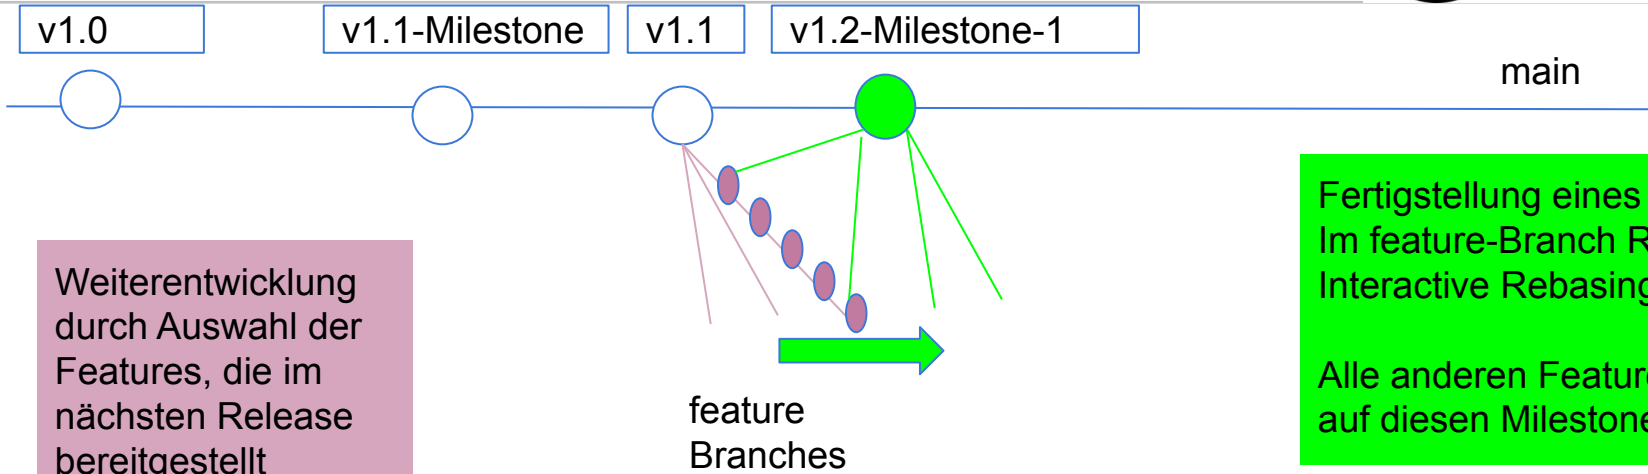 v1.0
v1.1-Milestone
v1.1
v1.2-Milestone-1
main
Weiterentwicklung
durch Auswahl der
Features, die im
nächsten Release
bereitgestellt
feature
Branches
Fertigstellung eines
Im feature-Branch
Interactive Rebasing
Alle anderen
auf diesen Milestone